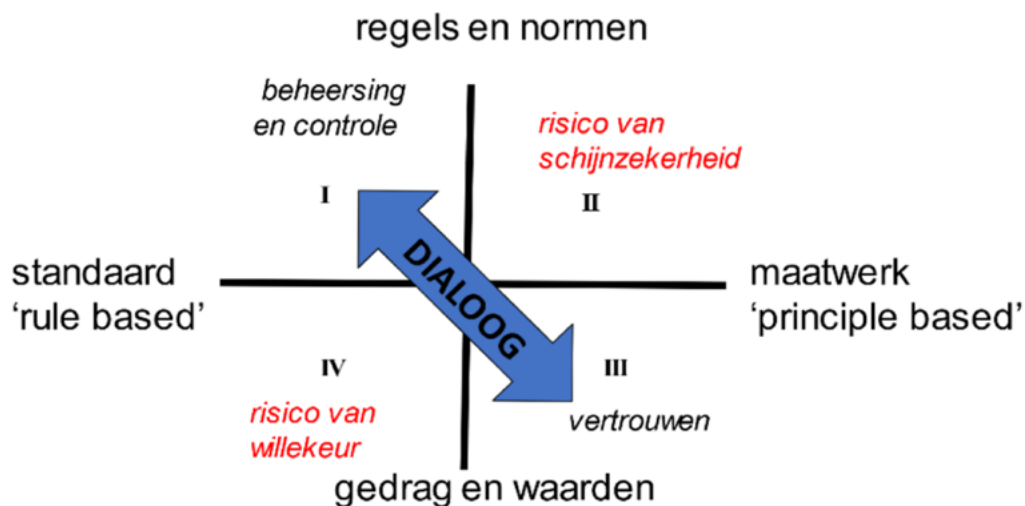 regels en normen
beheersing
en controle
risico van
schijnzekerheid
I
II
DIALOOG
standaard
‘rule based’
maatwerk
‘principle based’
IV
III
risico van
willekeur
vertrouwen
gedrag en waarden